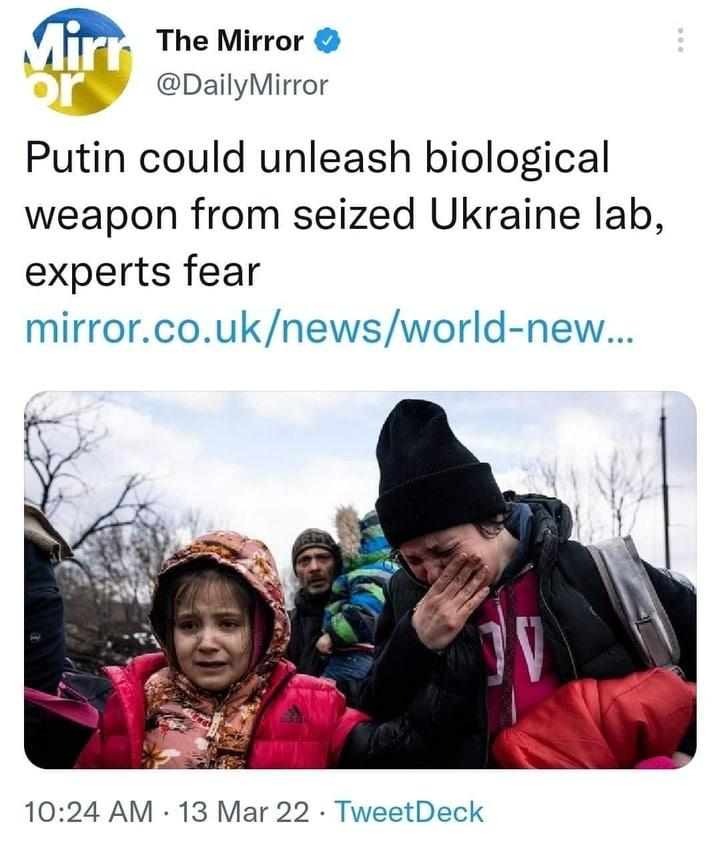 Mirr
or
The Mirror
@DailyMirror
Putin could unleash biological
weapon from seized Ukraine lab,
experts fear
mirror.co.uk/news/world-new...
adidas
10:24 AM · 13 Mar 22 · TweetDeck